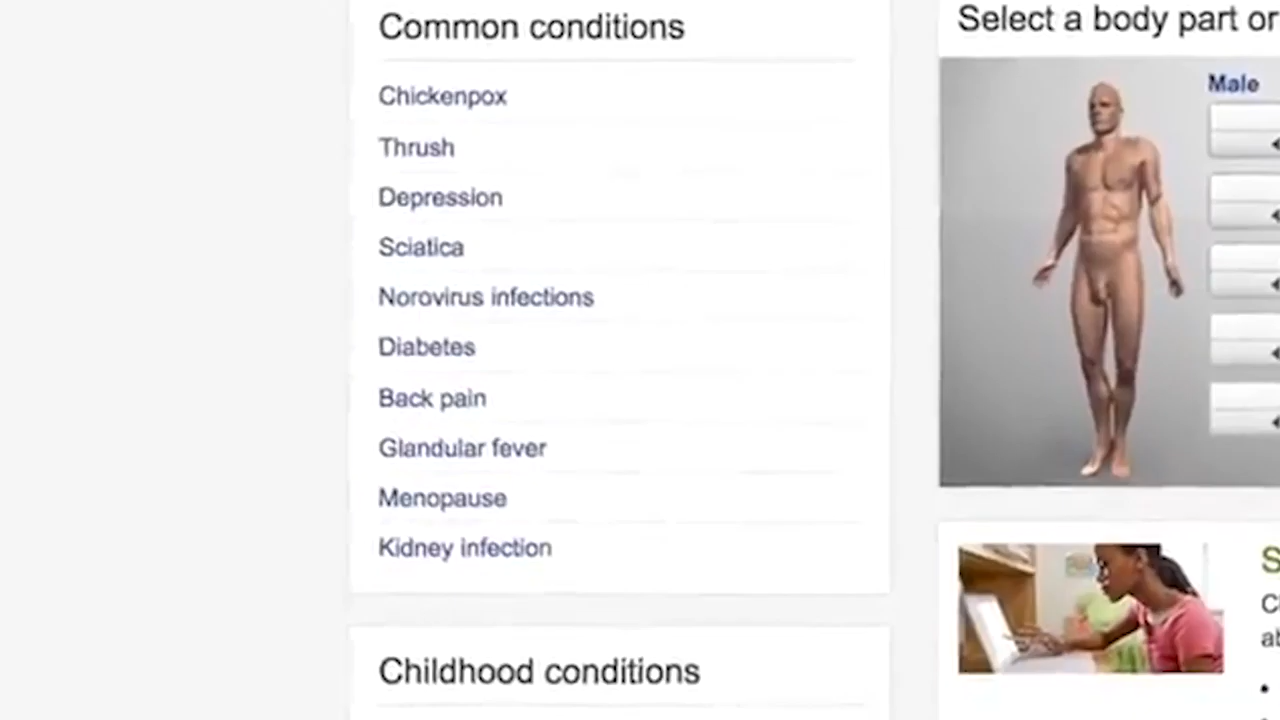 Common conditions
Chickenpox
Thrush
Depression
Sciatica
Norovirus infections
Diabetes
Back pain
Glandular fever
Menopause
Kidney infection
Childhood conditions
Select a body part or
Male